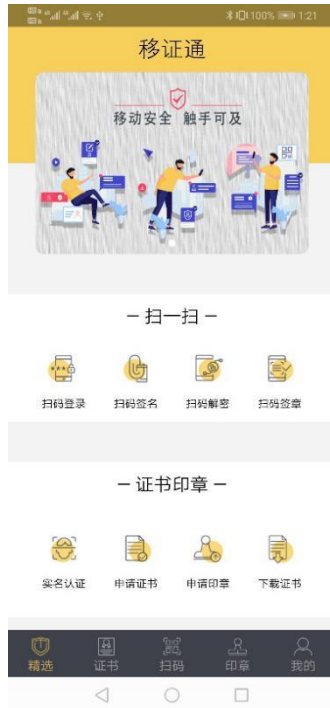 100% 1:21
移证通
移动安全 触手可及
— 扫一扫 —
扫码登录 扫码签名 扫码解密 扫码签章
— 证书印章 —
实名认证 申请证书 申请印章 下载证书
精选 证书 扫码 印章 我的